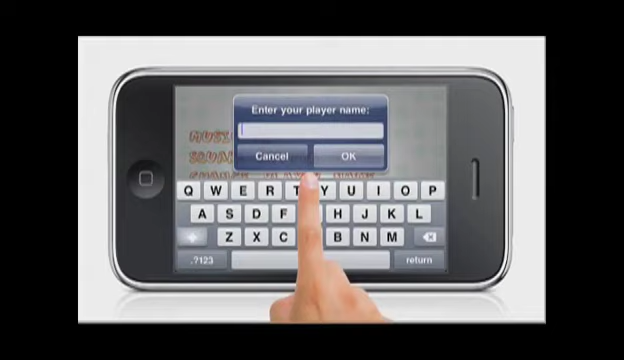 Enter your player name:
Cancel OK
Q W E R T Y U I O P
A S D F H J K L
Z X C B N M
.?123 return